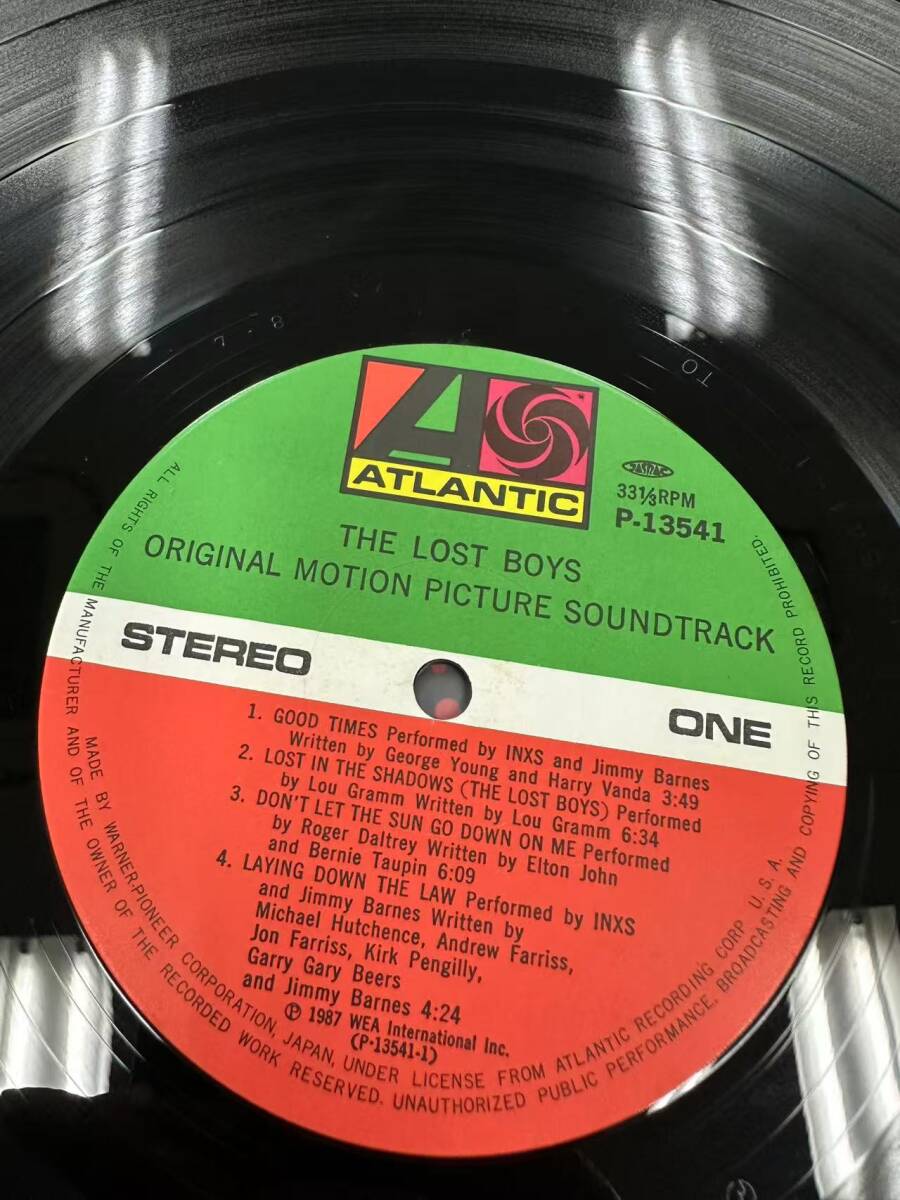 7-8
TO
ATLANTIC
33⅓RPM
P-13541
THE LOST BOYS
ORIGINAL MOTION PICTURE SOUNDTRACK
STEREO
ONE
1. GOOD TIMES Performed by INXS and Jimmy Barnes
Written by George Young and Harry Vanda 3:49
2. LOST IN THE SHADOWS (THE LOST BOYS) Performed
by Lou Gramm Written by Lou Gramm 6:34
3. DON'T LET THE SUN GO DOWN ON ME Performed
by Roger Daltrey Written by Elton John
and Bernie Taupin 6:09
4. LAYING DOWN THE LAW Performed by INXS
and Jimmy Barnes Written by
Michael Hutchence, Andrew Farriss,
Jon Farriss, Kirk Pengilly,
Garry Gary Beers
and Jimmy Barnes 4:24
℗ 1987 WEA International Inc.
(P-13541-1)
MADE BY WARNER-PIONEER CORPORATION, JAPAN, UNDER LICENSE FROM ATLANTIC RECORDING CORP U.S.A.
ALL RIGHTS OF THE MANUFACTURER AND OF THE OWNER OF THE RECORDED WORK RESERVED. UNAUTHORIZED PUBLIC PERFORMANCE, BROADCASTING AND COPYING OF THIS RECORD PROHIBITED.